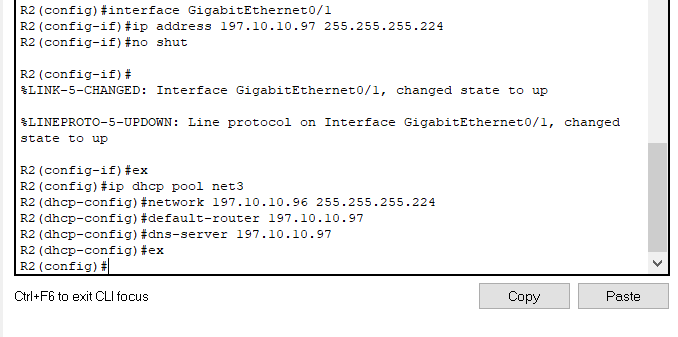 R2(config)#interface GigabitEthernet0/1
R2(config-if)#ip address 197.10.10.97 255.255.255.224
R2(config-if)#no shut
R2(config-if)#
%LINK-5-CHANGED: Interface GigabitEthernet0/1, changed state to up
%LINEPROTO-5-UPDOWN: Line protocol on Interface GigabitEthernet0/1, changed
state to up
R2(config-if)#ex
R2(config)#ip dhcp pool net3
R2(dhcp-config)#network 197.10.10.96 255.255.255.224
R2(dhcp-config)#default-router 197.10.10.97
R2(dhcp-config)#dns-server 197.10.10.97
R2(dhcp-config)#ex
R2(config)#
Ctrl+F6 to exit CLI focus
Copy
Paste